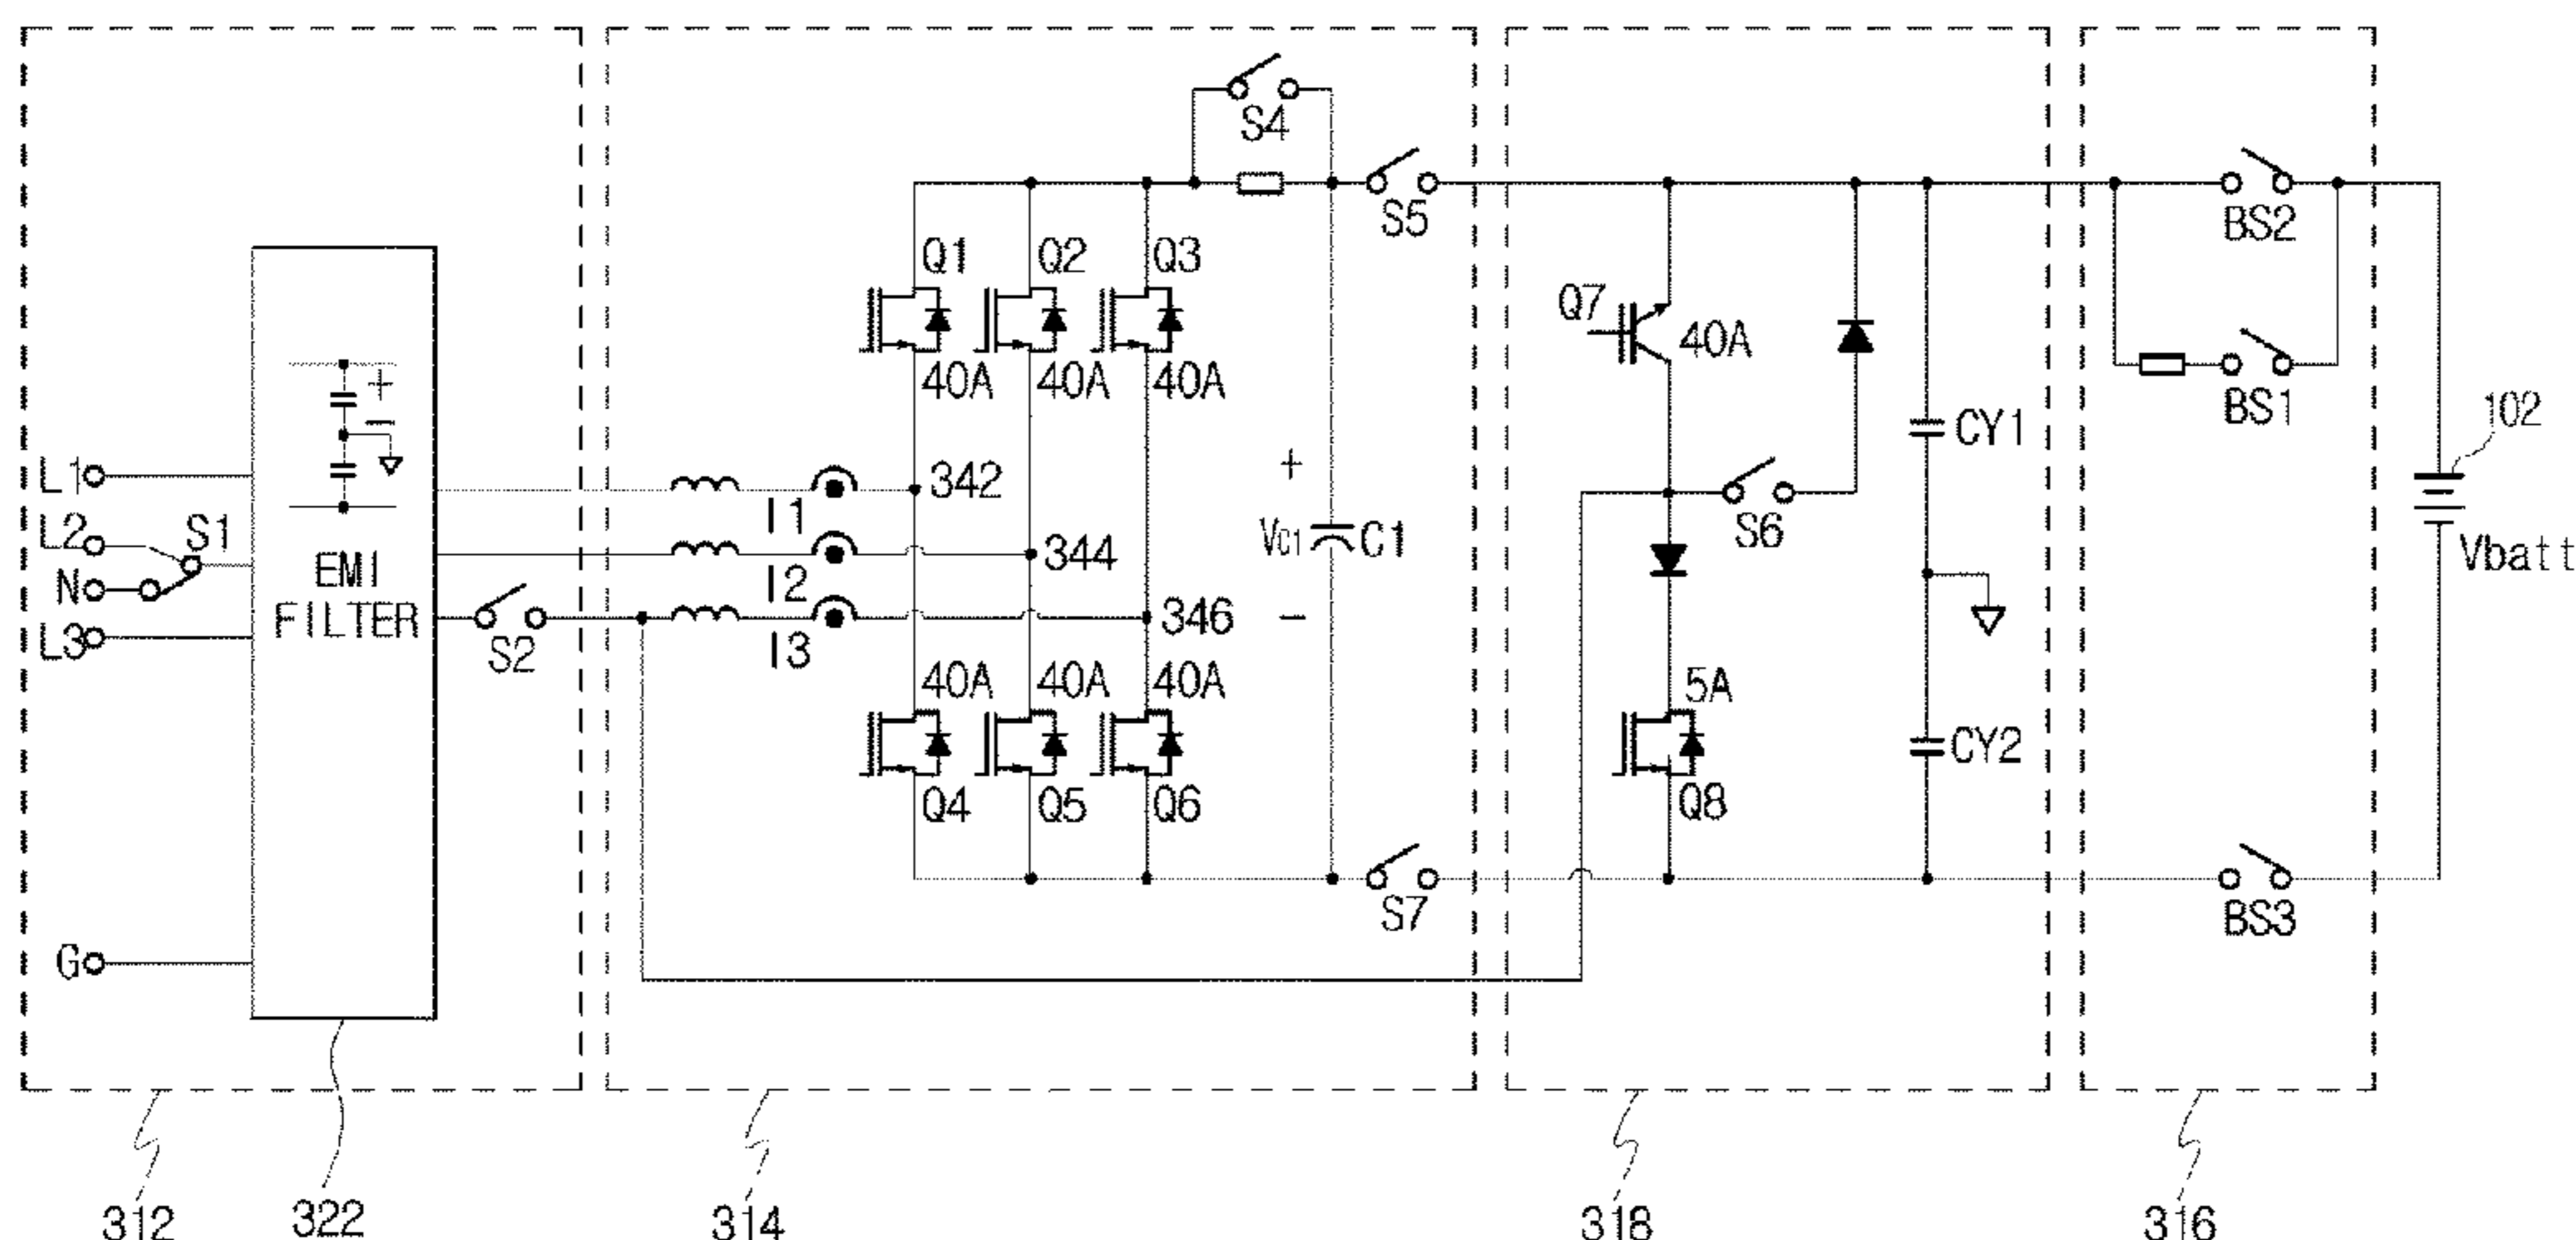 S4
S5
BS2
Q1
Q2
Q3
Q7
40A
40A
40A
40A
BS1
102
CY1
L1
342
S6
I1
L2
S1
344
VC1
C1
Vbatt
N
EMI
FILTER
I2
346
L3
S2
I3
40A
40A
40A
5A
CY2
Q4
Q5
Q6
Q8
S7
BS3
G
312
322
314
318
316